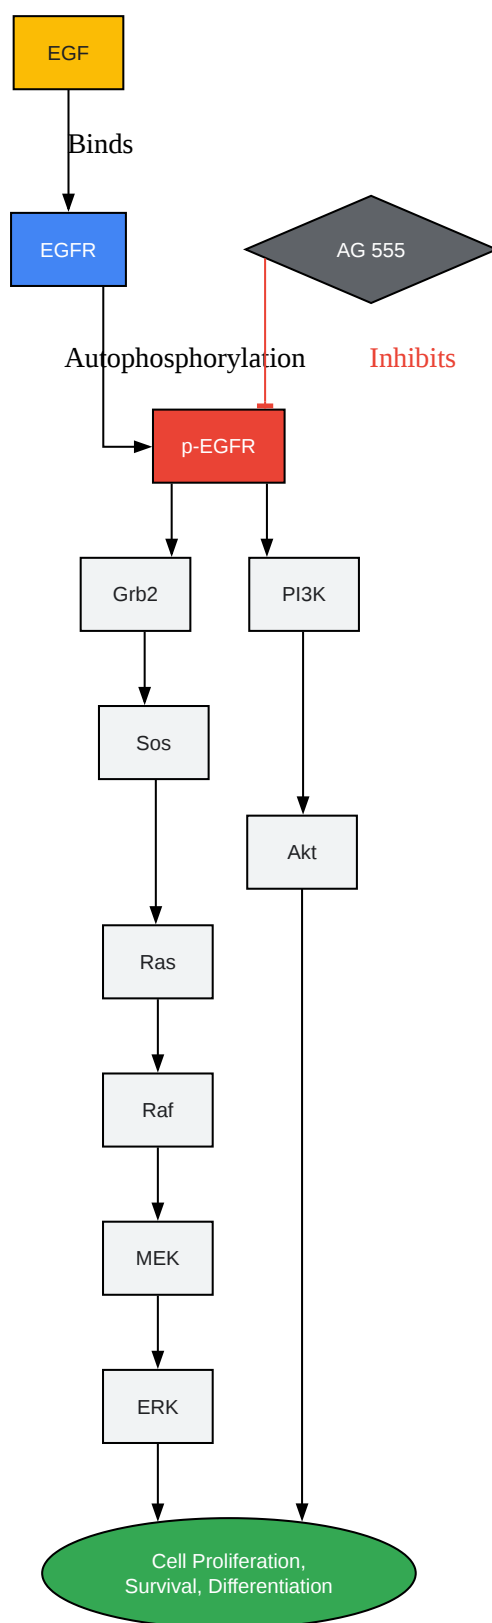 EGF
Binds
EGFR
AG 555
Autophosphorylation
Inhibits
p-EGFR
Grb2
PI3K
Sos
Akt
Ras
Raf
MEK
ERK
Cell Proliferation,
Survival, Differentiation